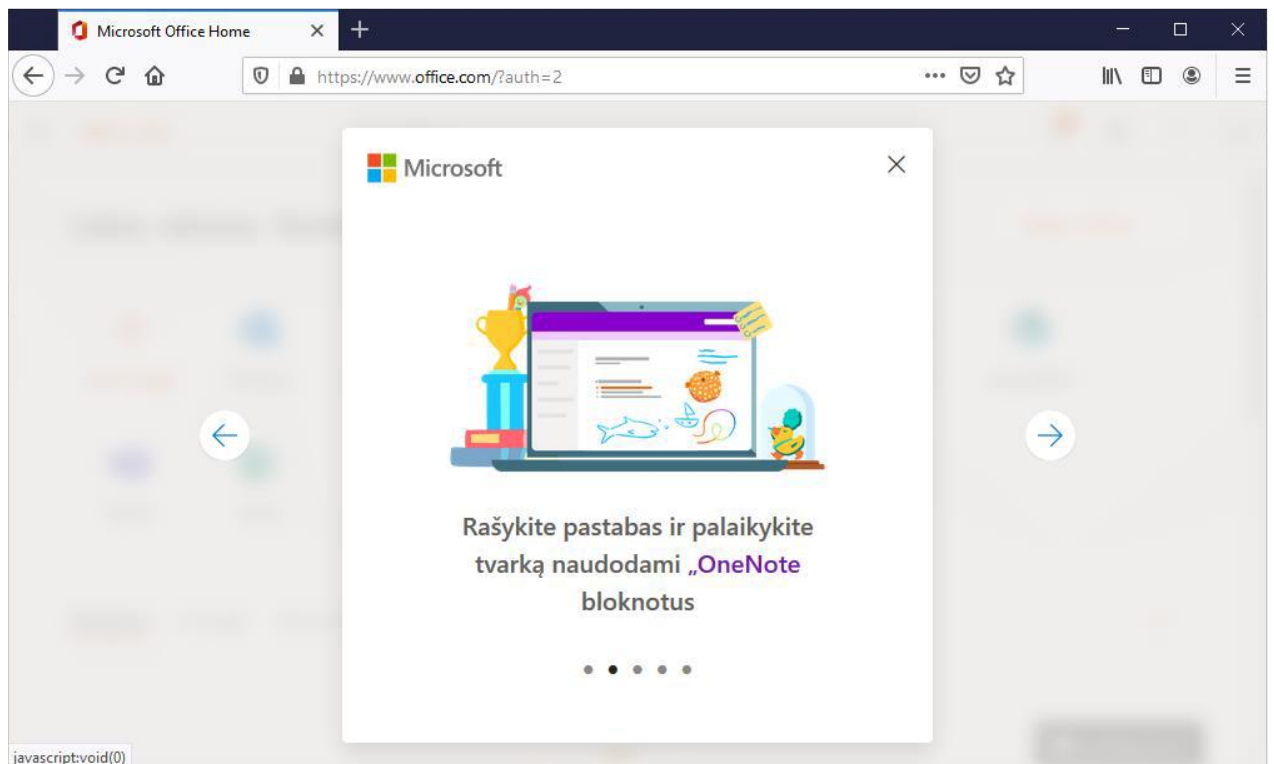 Microsoft Office Home
https://www.office.com/?auth=2
Microsoft
Rašykite pastabas ir palaikykite
tvarką naudodami „OneNote
bloknotus
javascript:void(0)